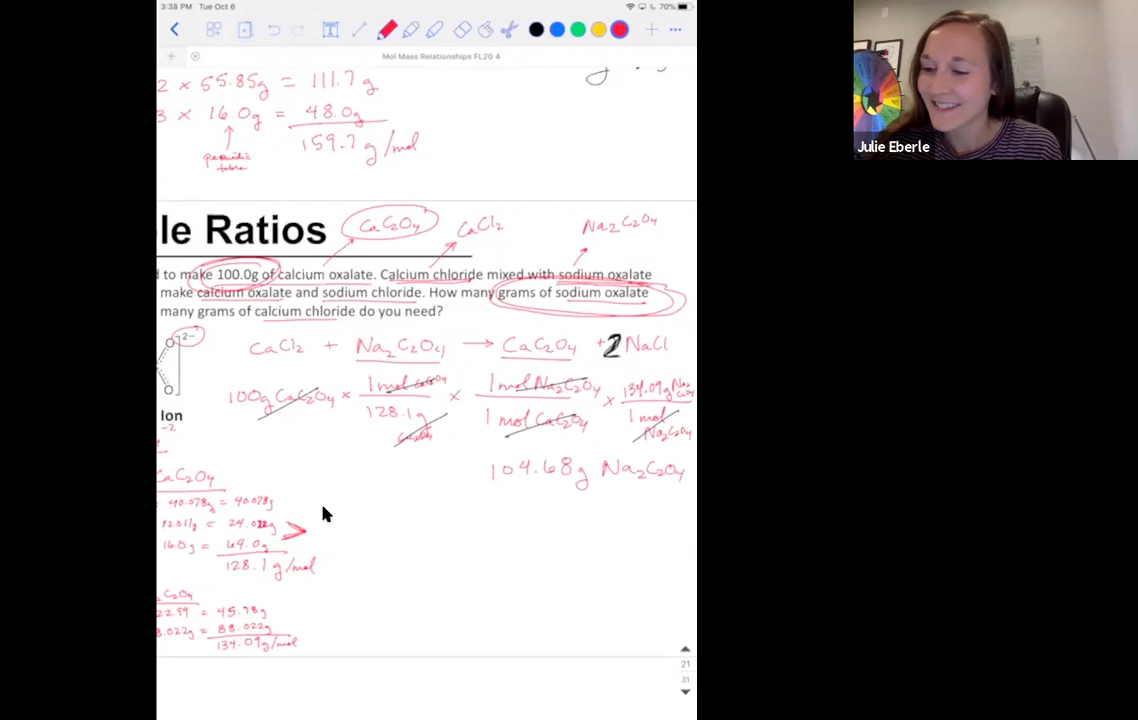 3:38 PM Tue Oct 6
70%
Mol Mass Relationships FL20 4
2 × 55.85g = 111.7 g
3 × 16.0g = 48.0g
159.7 g/mol
periodic table
le Ratios
CaC2O4 CaCl2 Na2C2O4
d to make 100.0g of calcium oxalate. Calcium chloride mixed with sodium oxalate
make calcium oxalate and sodium chloride. How many grams of sodium oxalate
many grams of calcium chloride do you need?
O 2-
CaCl2 + Na2C2O4 → CaC2O4 + 2 NaCl
100g CaC2O4 × 1 mol CaC2O4 / 128.1g CaC2O4 × 1 mol Na2C2O4 / 1 mol CaC2O4 × 134.09g Na2C2O4 / 1 mol Na2C2O4
O
Ion
-2
104.68g Na2C2O4
CaC2O4
= 40.078g = 40.078g
12.011g = 24.022g >
16.0g = 64.0g
128.1 g/mol
C2O4
22.99 = 45.98g
8.022g = 88.022g
134.09g/mol
21
31
Julie Eberle